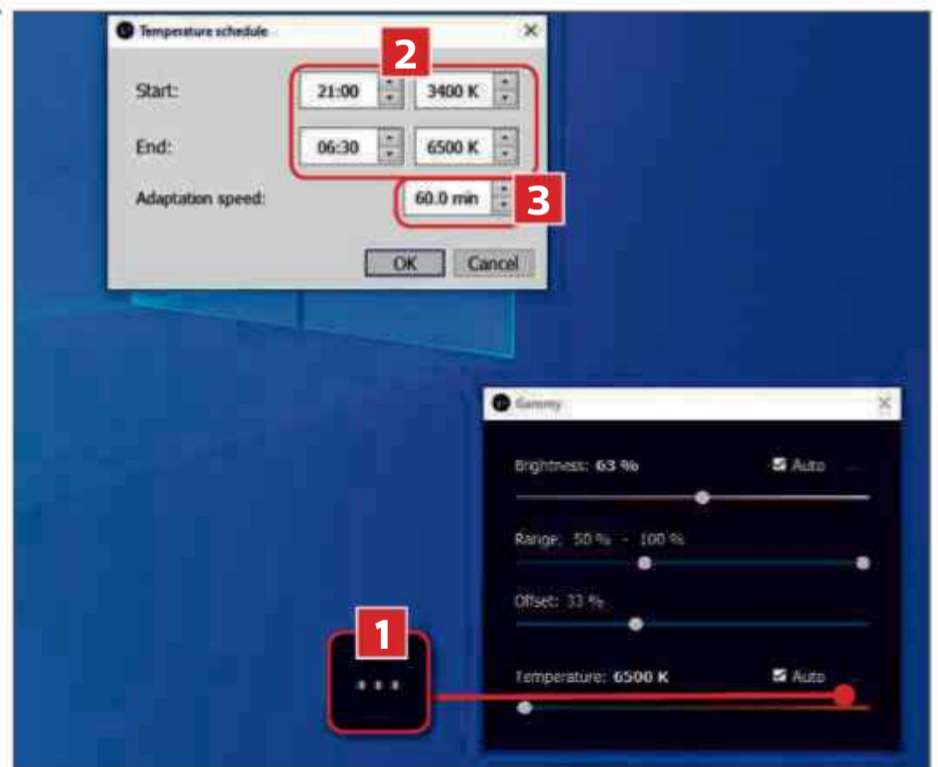 Temperature schedule
2
Start: 21:00 3400 K
End: 06:30 6500 K
Adaptation speed: 60.0 min 3
OK Cancel
Gammy
Brightness: 63 % Auto ...
Range: 50 % - 100 %
Offset: 33 %
1
...
Temperature: 6500 K Auto